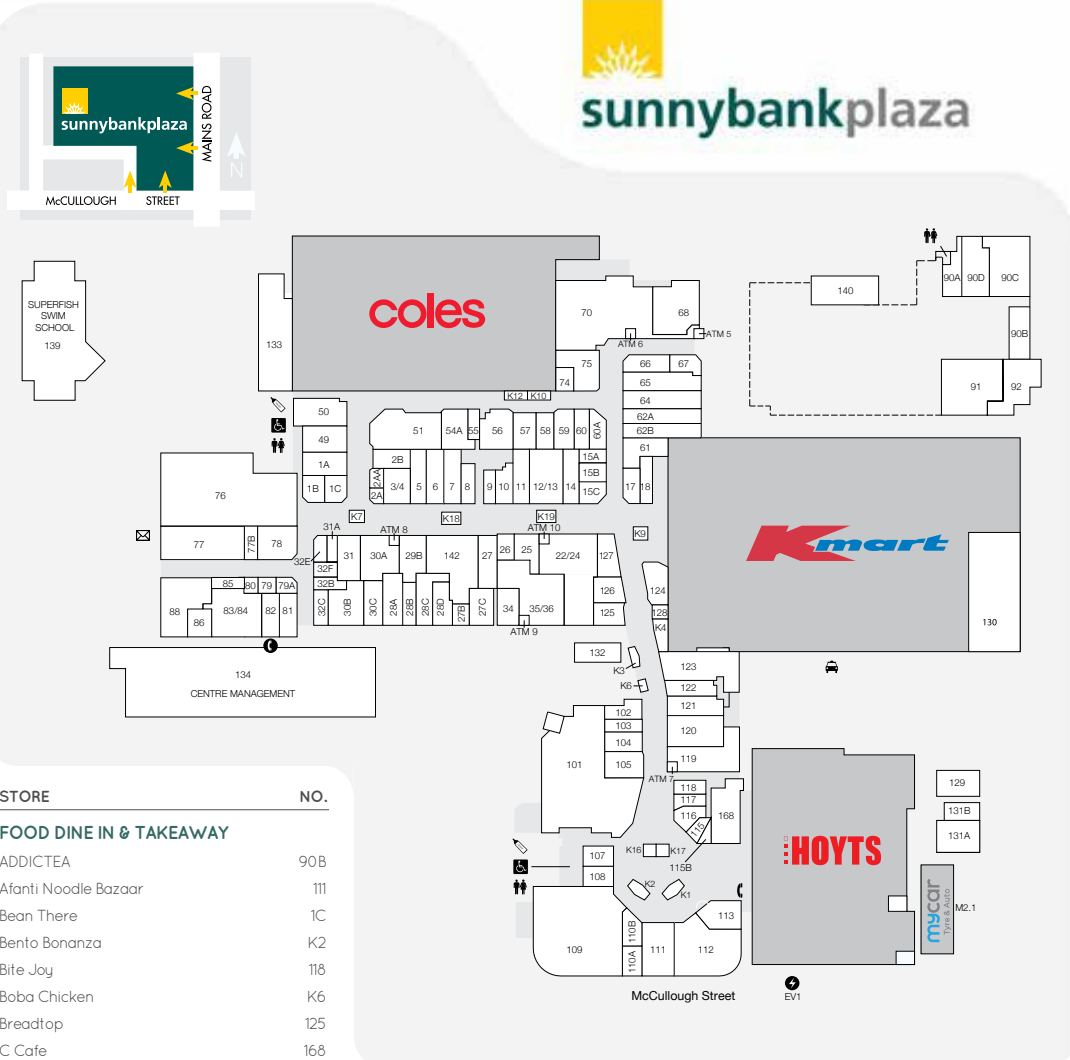 sunnybankplaza
sunnybankplaza
MAINS ROAD
N
McCULLOUGH STREET
SUPERFISH
SWIM
SCHOOL
139
133
coles
70
68
ATM 6
ATM 5
75
74
K12
K10
140
90A
90D
90C
90B
91
92
66
67
65
64
62A
62B
61
17
18
50
49
1A
1B
1C
51
54A
55
56
57
58
59
60
60A
2B
2AA
2A
3/4
5
6
7
8
9
10
11
12/13
14
15A
15B
15C
76
77
77B
78
K7
K18
K19
K9
31A
ATM 8
ATM 10
32E
32F
32B
32C
31
30A
29B
142
27
26
25
22/24
127
30B
30C
28A
28B
28C
28D
27B
27C
34
35/36
126
125
ATM 9
85
80
79
79A
88
86
83/84
82
81
134
CENTRE MANAGEMENT
Kmart
130
124
128
K4
132
K3
K6
123
122
121
120
119
ATM 7
102
103
104
105
101
118
117
116
115
168
K16
K17
115B
K2
K1
107
108
109
110B
110A
111
112
113
HOYTS
129
131B
131A
mycar
Tyre & Auto
M2.1
McCullough Street
EV1
STORE NO.
FOOD DINE IN & TAKEAWAY
ADDICTEA 90B
Afanti Noodle Bazaar 111
Bean There 1C
Bento Bonanza K2
Bite Joy 118
Boba Chicken K6
Breadtop 125
C Cafe 168